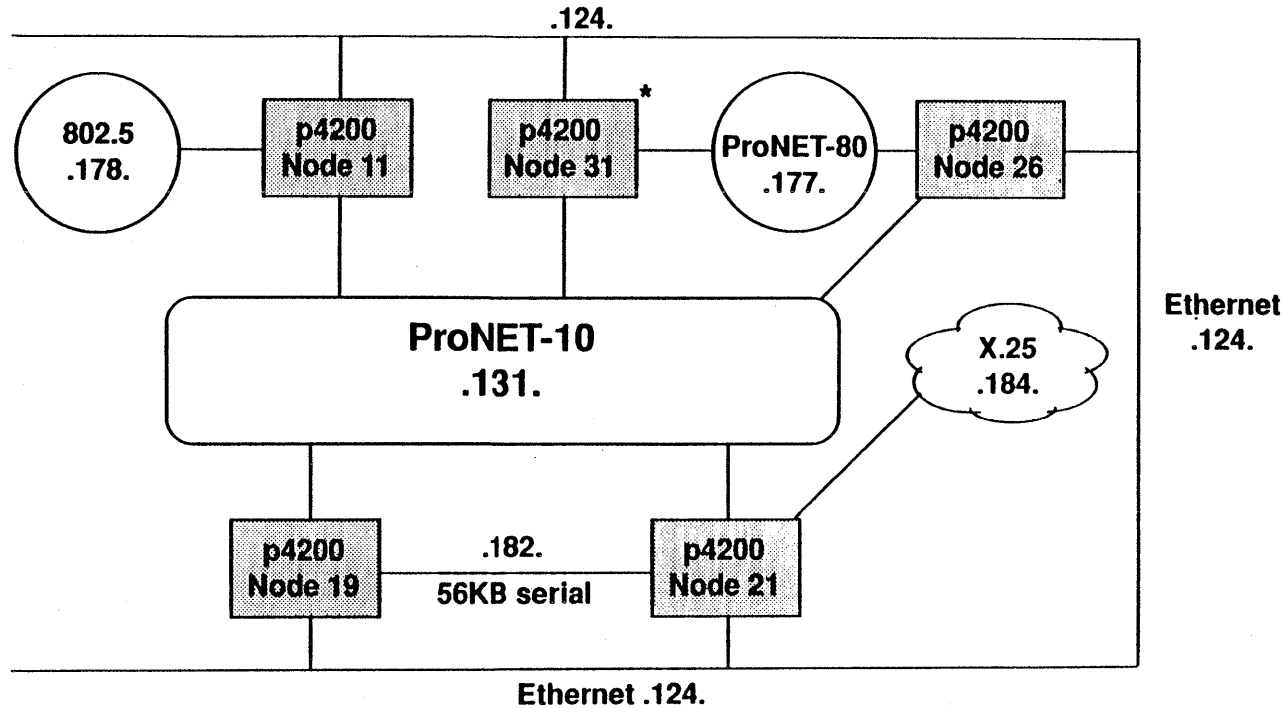 .124.
802.5
.178.
p4200
Node 11
p4200
Node 31
*
ProNET-80
.177.
p4200
Node 26
ProNET-10
.131.
X.25
.184.
Ethernet
.124.
p4200
Node 19
.182.
56KB serial
p4200
Node 21
Ethernet .124.